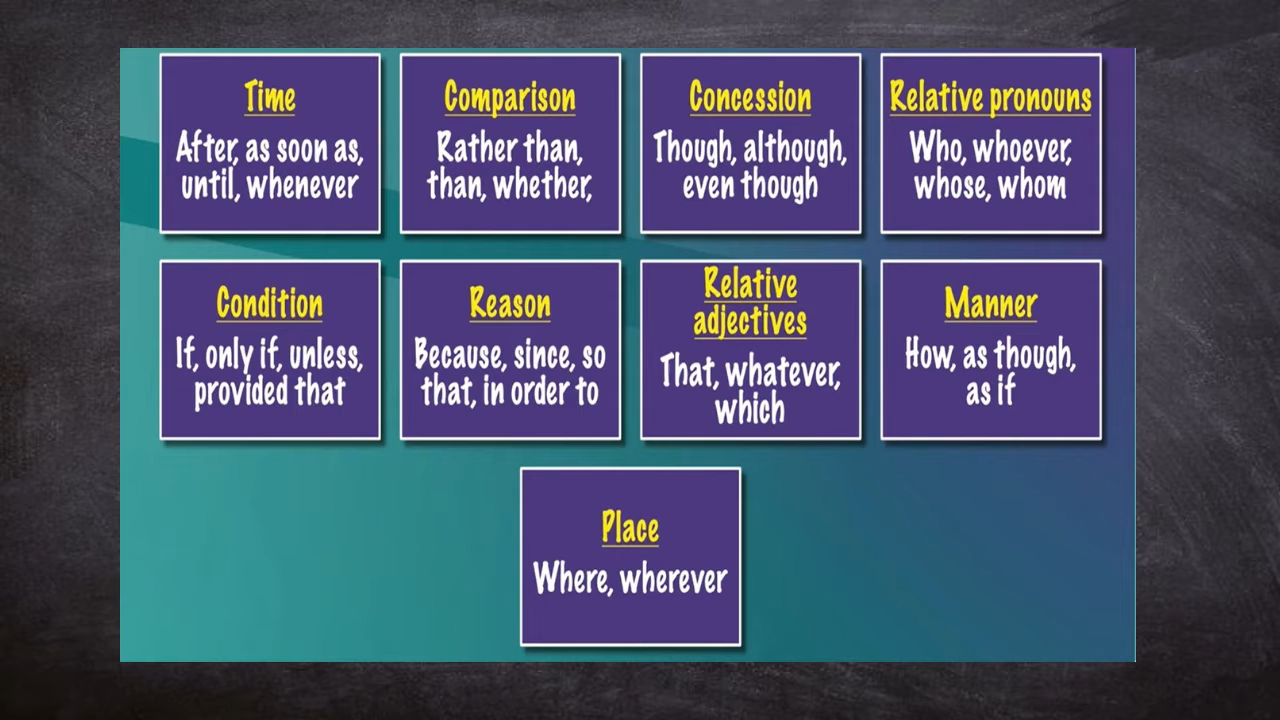 Time
After, as soon as,
until, whenever
Comparison
Rather than,
than, whether,
Concession
Though, although,
even though
Relative pronouns
Who, whoever,
whose, whom
Condition
If, only if, unless,
provided that
Reason
Because, since, so
that, in order to
Relative
adjectives
That, whatever,
which
Manner
How, as though,
as if
Place
Where, wherever